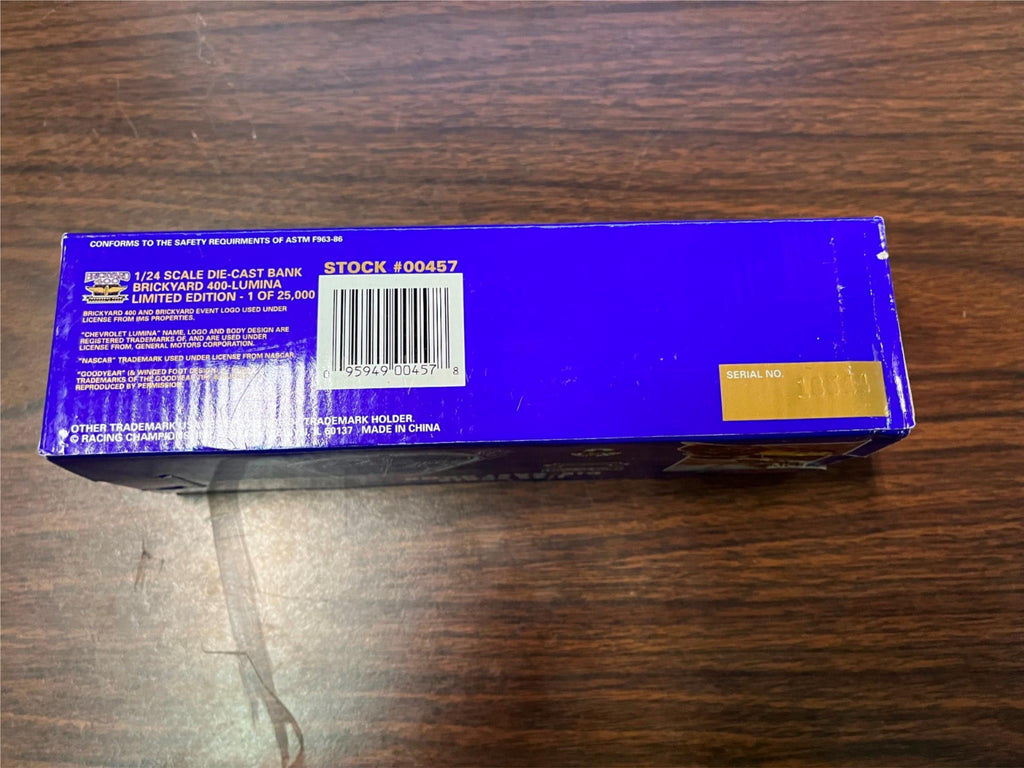 CONFORMS TO THE SAFETY REQUIRMENTS OF ASTM F963-86
STOCK #00457
1/24 SCALE DIE-CAST BANK
BRICKYARD 400-LUMINA
LIMITED EDITION - 1 OF 25,000
BRICKYARD 400 AND BRICKYARD EVENT LOGO USED UNDER
LICENSE FROM IMS PROPERTIES.
"CHEVROLET LUMINA" NAME, LOGO AND BODY DESIGN ARE
REGISTERED TRADEMARKS OF, AND ARE USED UNDER
LICENSE FROM, GENERAL MOTORS CORPORATION.
"NASCAR" TRADEMARK USED UNDER LICENSE FROM NASCAR
"GOODYEAR" (& WINGED FOOT DESIGN)
TRADEMARKS OF THE GOODYEAR
REPRODUCED BY PERMISSION
0 95949 00457 8
SERIAL NO.
OTHER TRADEMARK TRADEMARK HOLDER.
© RACING CHAMPIONS IL 60137 MADE IN CHINA